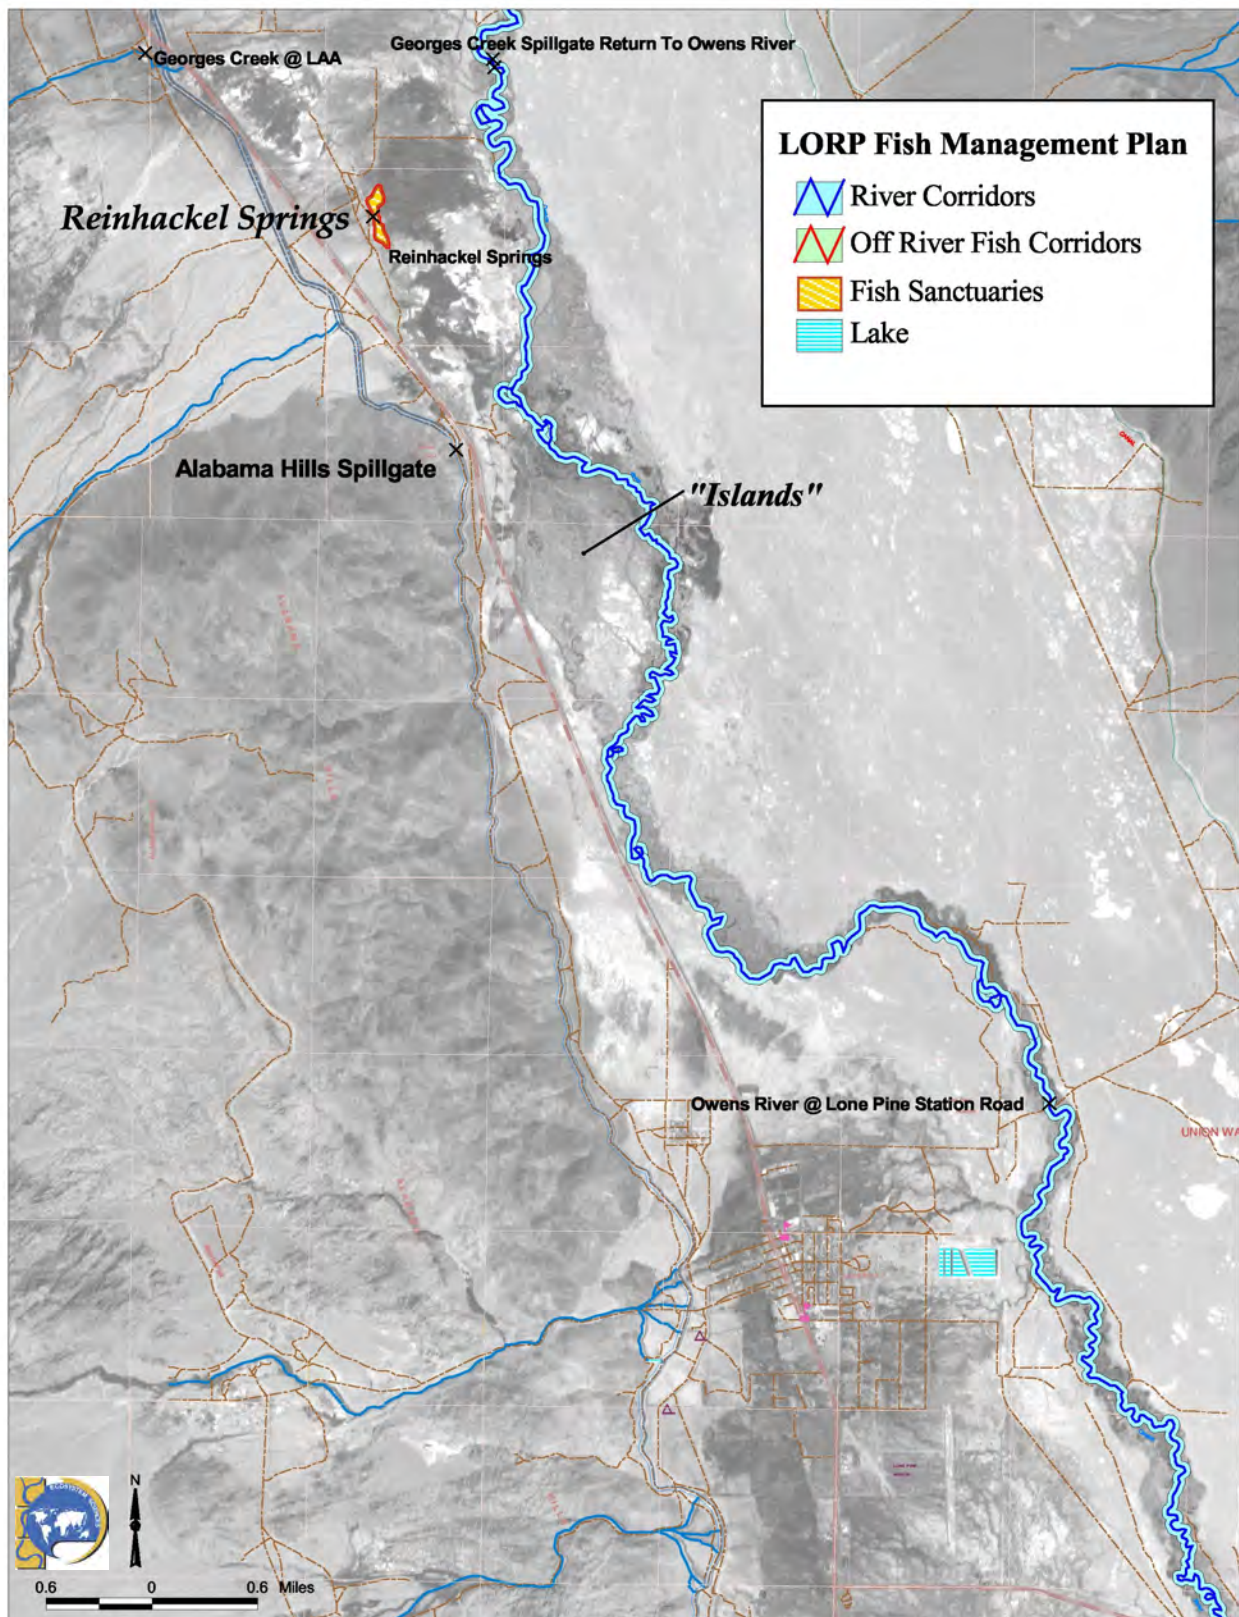 Georges Creek Spillgate Return To Owens River
Georges Creek @ LAA
LORP Fish Management Plan
River Corridors
Off River Fish Corridors
Fish Sanctuaries
Lake
Reinhackel Springs
Reinhackel Springs
Alabama Hills Spillgate
"Islands"
Owens River @ Lone Pine Station Road
UNION WA
N
0.6 0 0.6 Miles